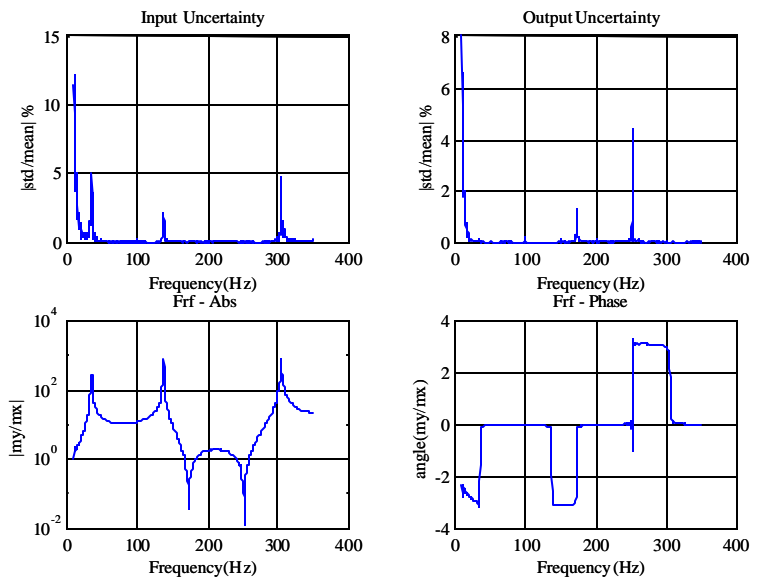 Input Uncertainty
15
10
5
0
|std/mean| %
0 100 200 300 400
Frequency(Hz)
Output Uncertainty
8
6
4
2
0
|std/mean| %
0 100 200 300 400
Frequency(Hz)
Frf - Abs
10^4
10^2
10^0
10^-2
|my/mx|
0 100 200 300 400
Frequency(Hz)
Frf - Phase
4
2
0
-2
-4
angle(my/mx)
0 100 200 300 400
Frequency(Hz)